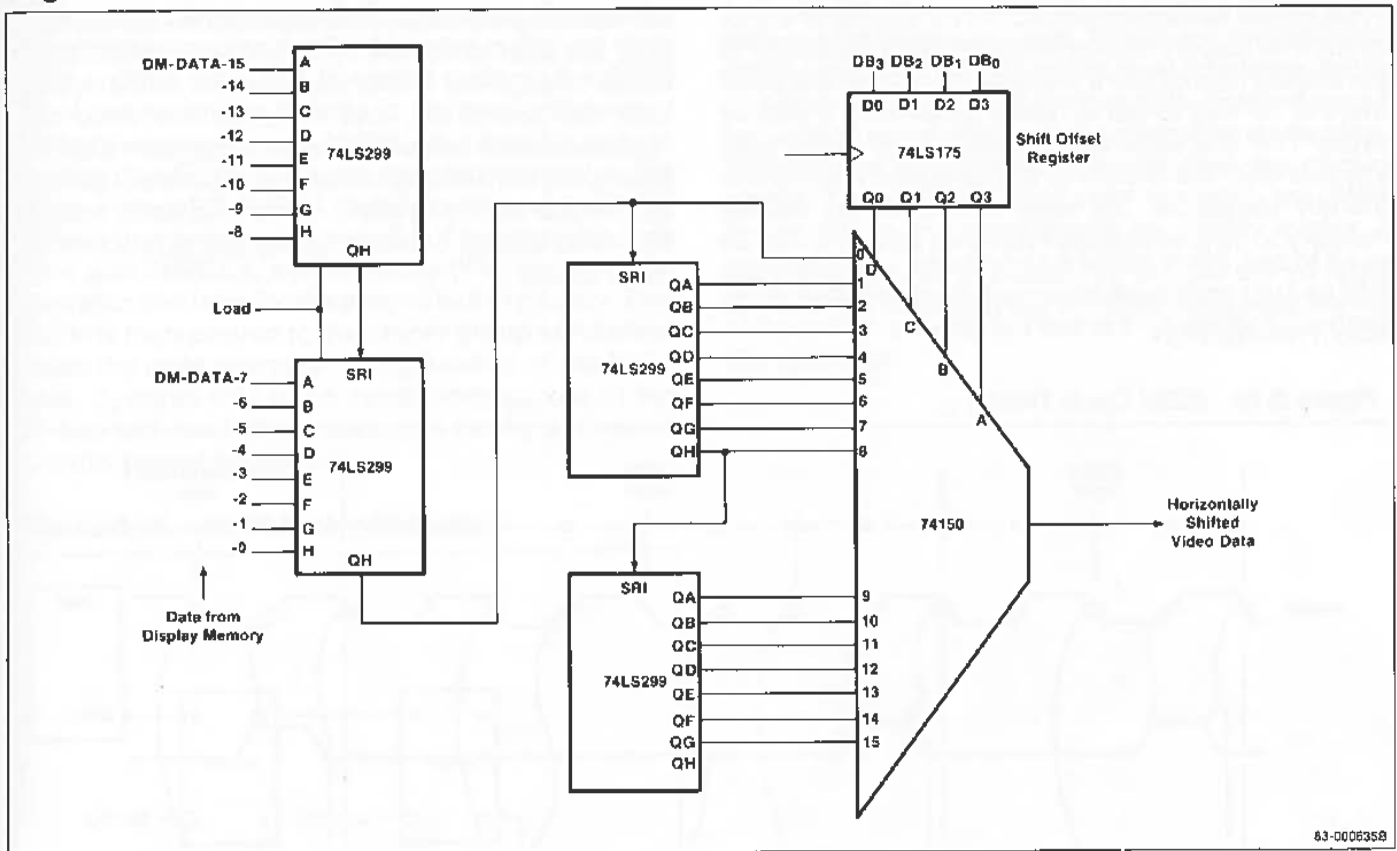 DM-DATA-15
-14
-13
-12
-11
-10
-9
-8
A
B
C
D
E
F
G
H
74LS299
QH
Load
DM-DATA-7
-6
-5
-4
-3
-2
-1
-0
SRI
A
B
C
D
E
F
G
H
74LS299
QH
Data from
Display Memory
SRI
QA
QB
QC
QD
QE
QF
QG
QH
74LS299
SRI
QA
QB
QC
QD
QE
QF
QG
QH
74LS299
DB3 DB2 DB1 DB0
D0 D1 D2 D3
74LS175
Q0 Q1 Q2 Q3
Shift Offset
Register
0
1
2
3
4
5
6
7
8
9
10
11
12
13
14
15
D
C
B
A
74150
Horizontally
Shifted
Video Data